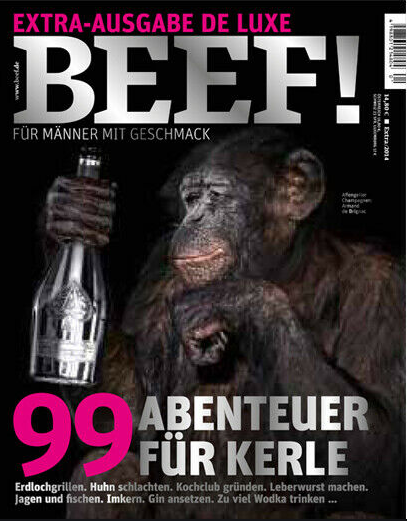 EXTRA-AUSGABE DE LUXE
BEEF!
www.beef.de
FÜR MÄNNER MIT GESCHMACK
14,80 € ■ Extra/2014
Affengeiler
Champagner:
Armand
de Brignac
99 ABENTEUER
FÜR KERLE
Erdlochgrillen. Huhn schlachten. Kochclub gründen. Leberwurst machen.
Jagen und fischen. Imkern. Gin ansetzen. Zu viel Wodka trinken ...